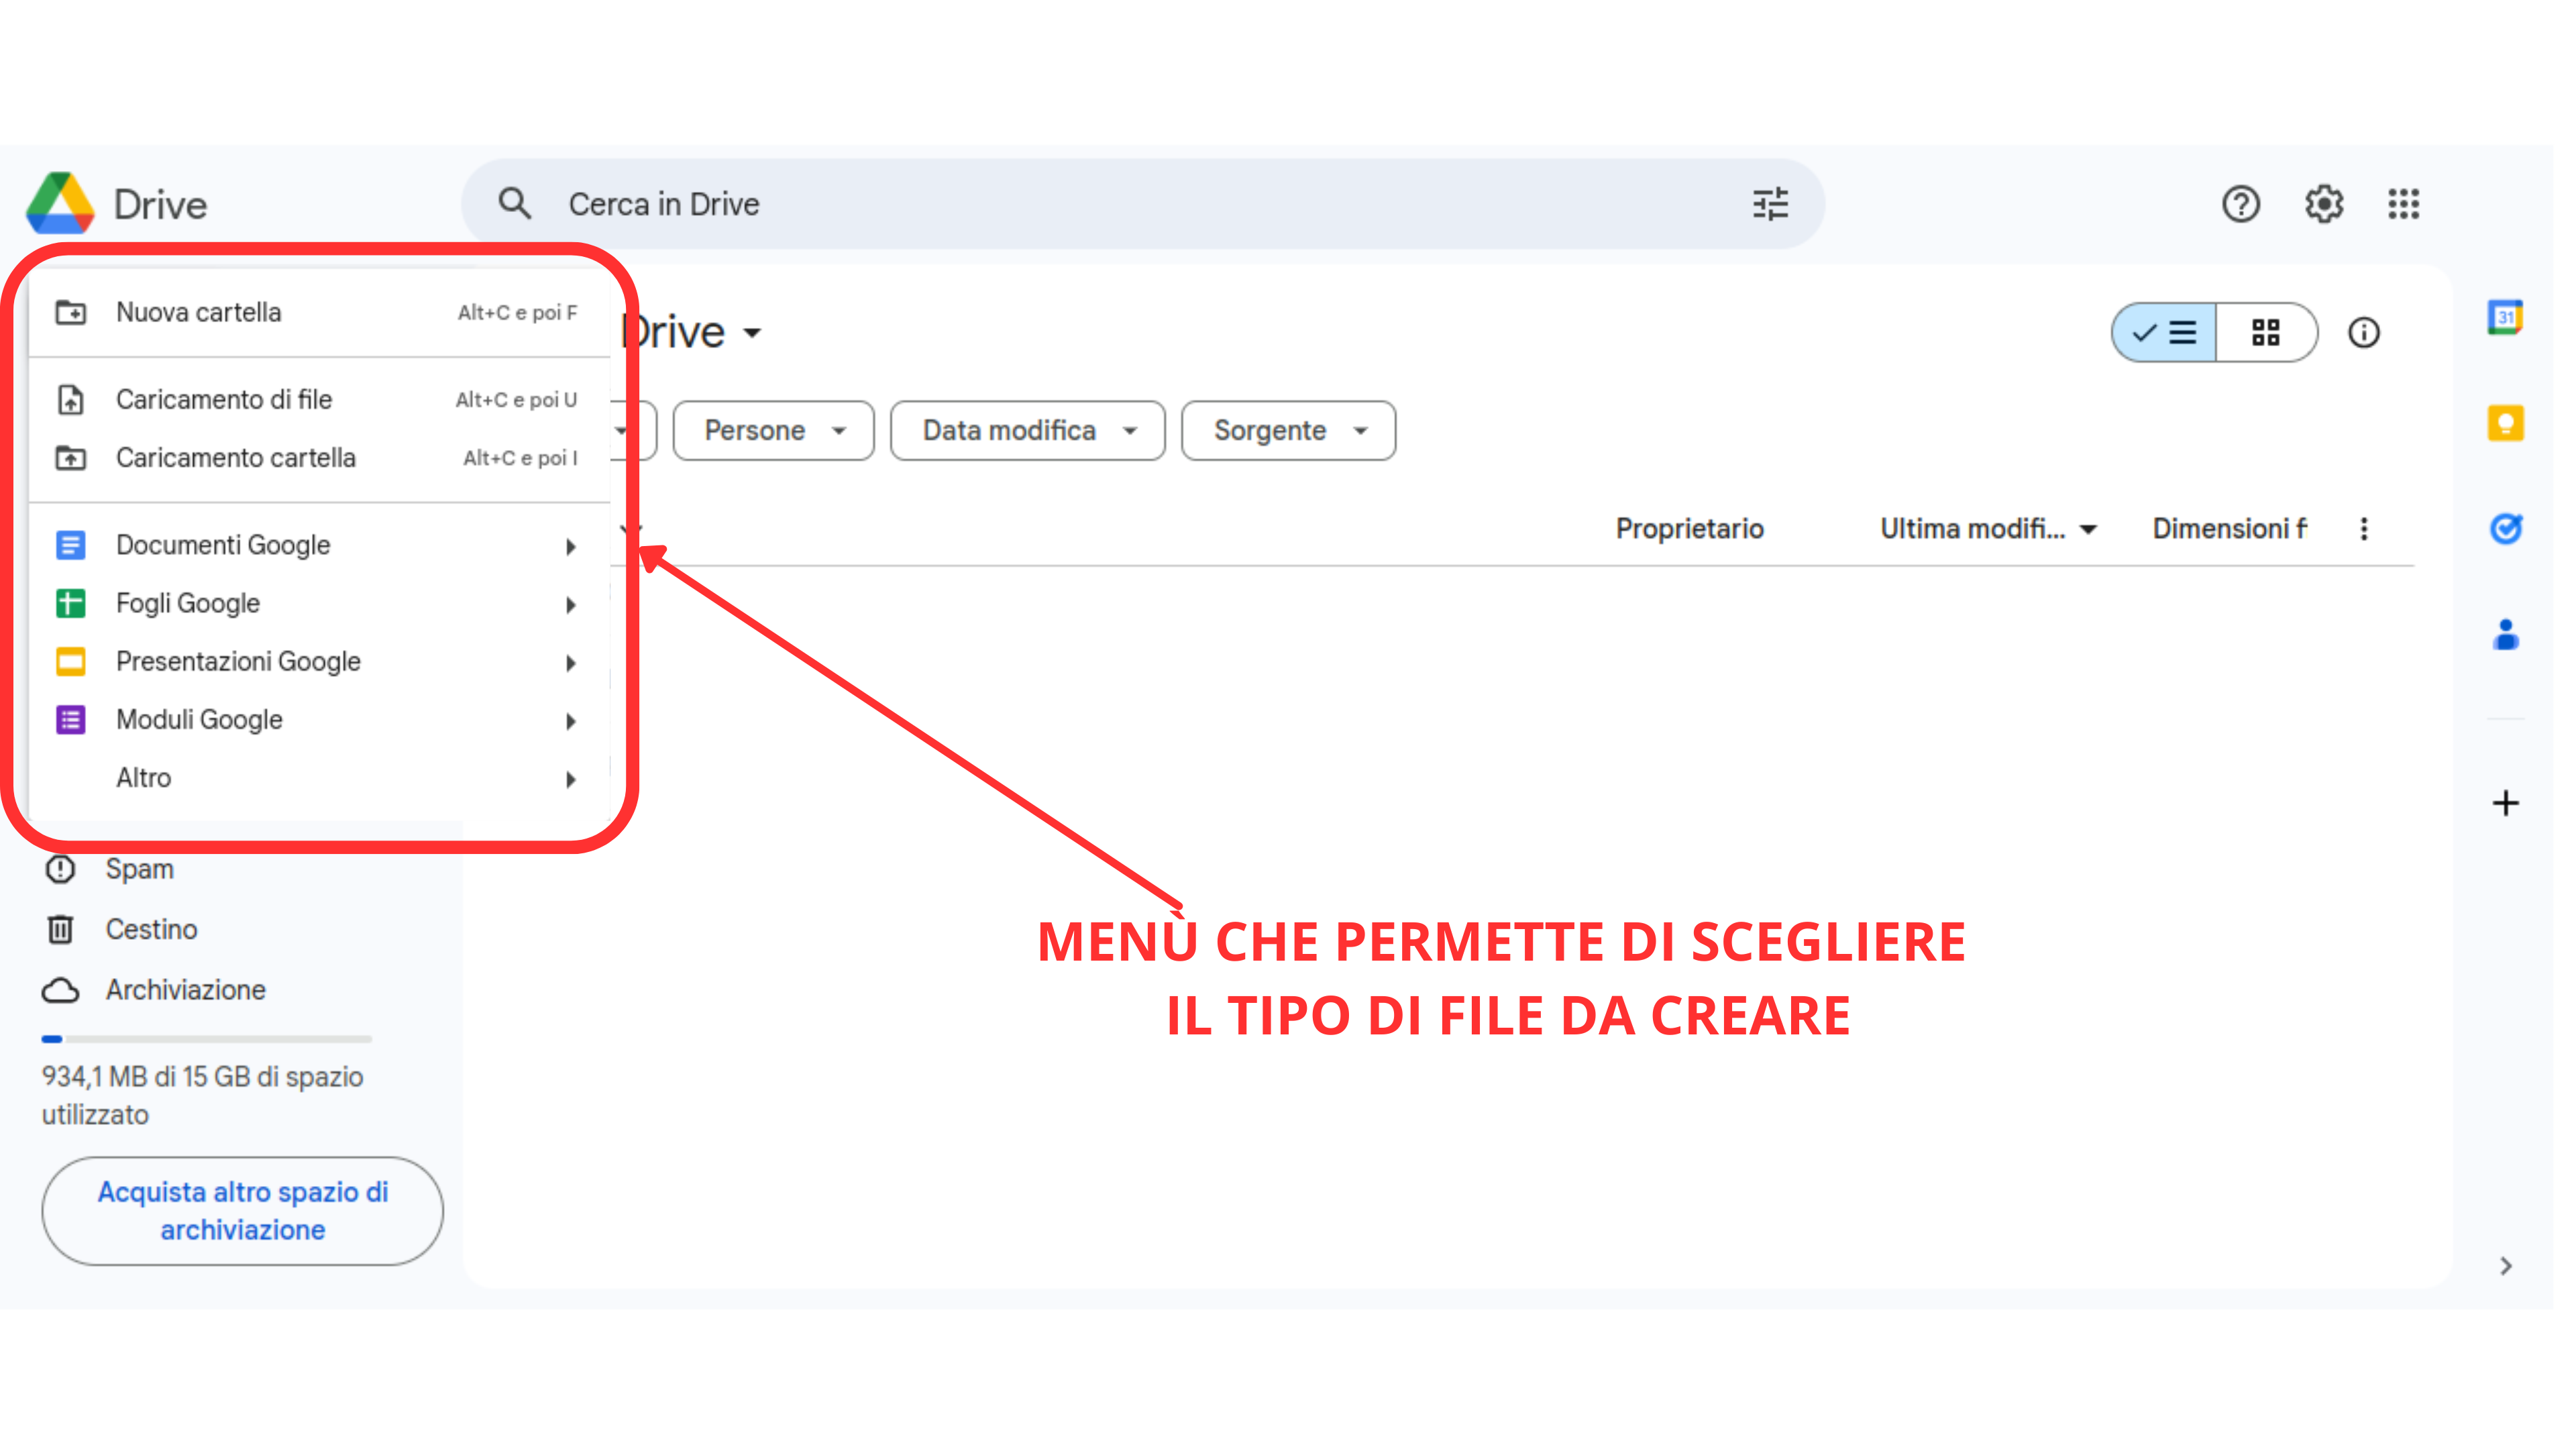 Drive
Cerca in Drive
Nuova cartella Alt+C e poi F
Caricamento di file Alt+C e poi U
Caricamento cartella Alt+C e poi I
Documenti Google
Fogli Google
Presentazioni Google
Moduli Google
Altro
Spam
Cestino
Archiviazione
934,1 MB di 15 GB di spazio
utilizzato
Acquista altro spazio di
archiviazione
Drive
Persone Data modifica Sorgente
Proprietario Ultima modifi... Dimensioni f
31
MENÙ CHE PERMETTE DI SCEGLIERE
IL TIPO DI FILE DA CREARE